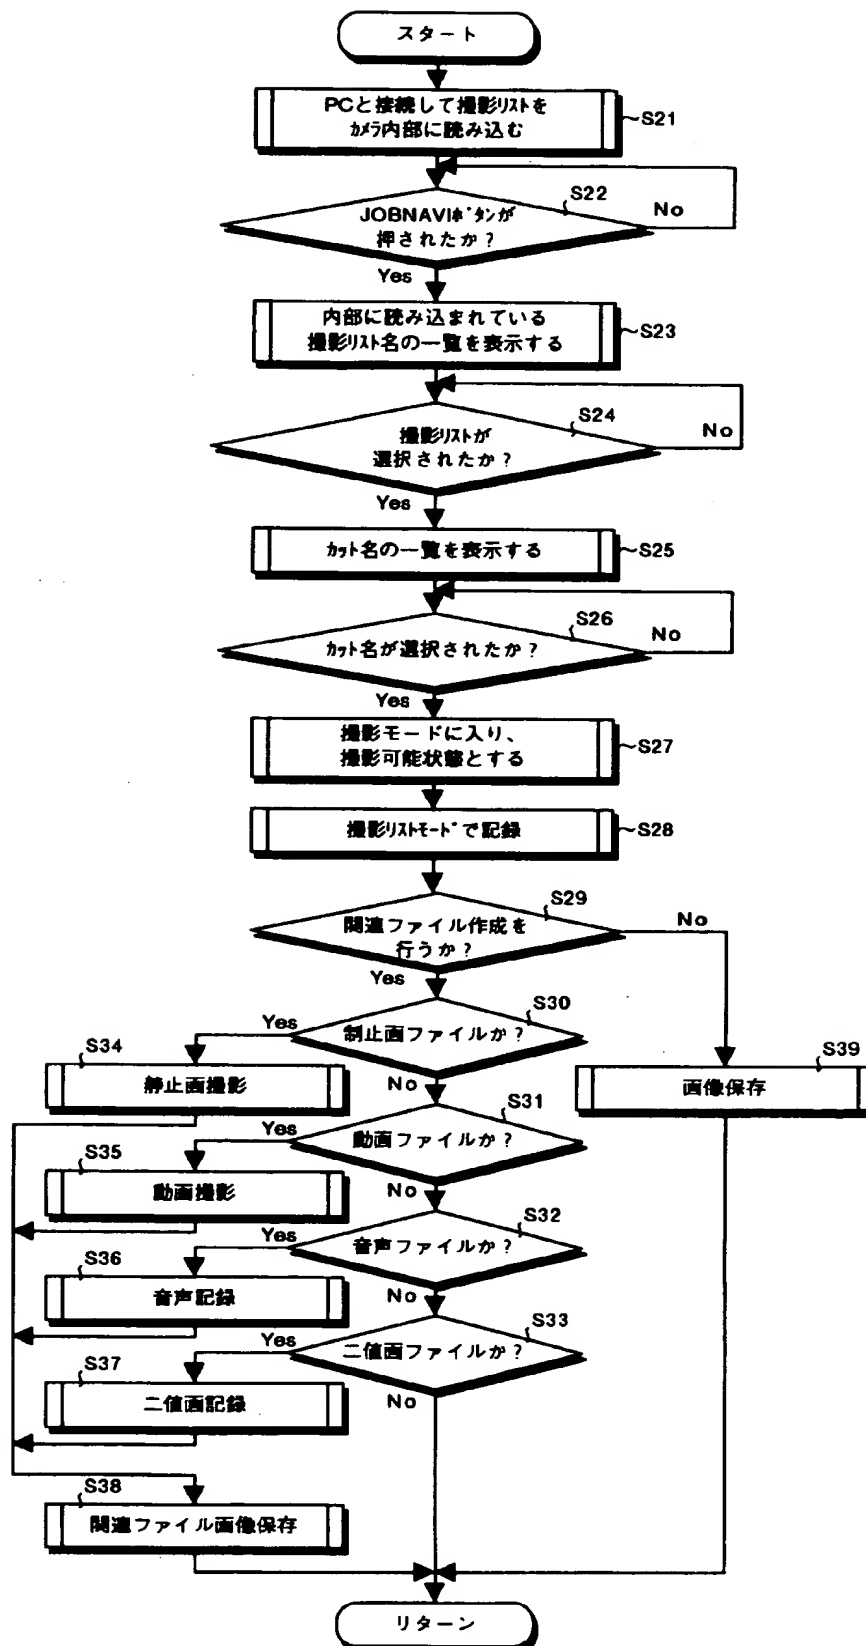 スタート
PCと接続して撮影ﾘｽﾄを
ｶﾒﾗ内部に読み込む
S21
S22
JOBNAVIﾎﾞﾀﾝが
押されたか?
No
Yes
内部に読み込まれている
撮影ﾘｽﾄ名の一覧を表示する
S23
S24
撮影ﾘｽﾄが
選択されたか?
No
Yes
ｶｯﾄ名の一覧を表示する
S25
S26
ｶｯﾄ名が選択されたか?
No
Yes
撮影モードに入り、
撮影可能状態とする
S27
撮影ﾘｽﾄﾓｰﾄﾞで記録
S28
S29
関連ファイル作成を
行うか?
No
Yes
S30
制止画ファイルか?
Yes
No
S34
静止画撮影
S39
画像保存
S31
動画ファイルか?
Yes
No
S35
動画撮影
S32
音声ファイルか?
Yes
No
S36
音声記録
S33
二値画ファイルか?
Yes
No
S37
二値画記録
S38
関連ファイル画像保存
リターン